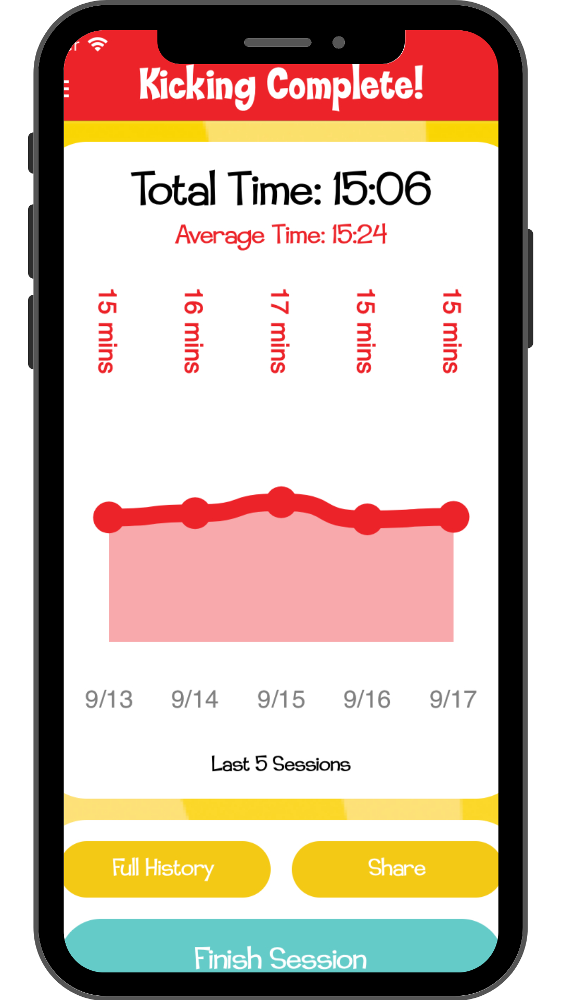 Kicking Complete!
Total Time: 15:06
Average Time: 15:24
15 mins
16 mins
17 mins
15 mins
15 mins
9/13 9/14 9/15 9/16 9/17
Last 5 Sessions
Full History
Share
Finish Session